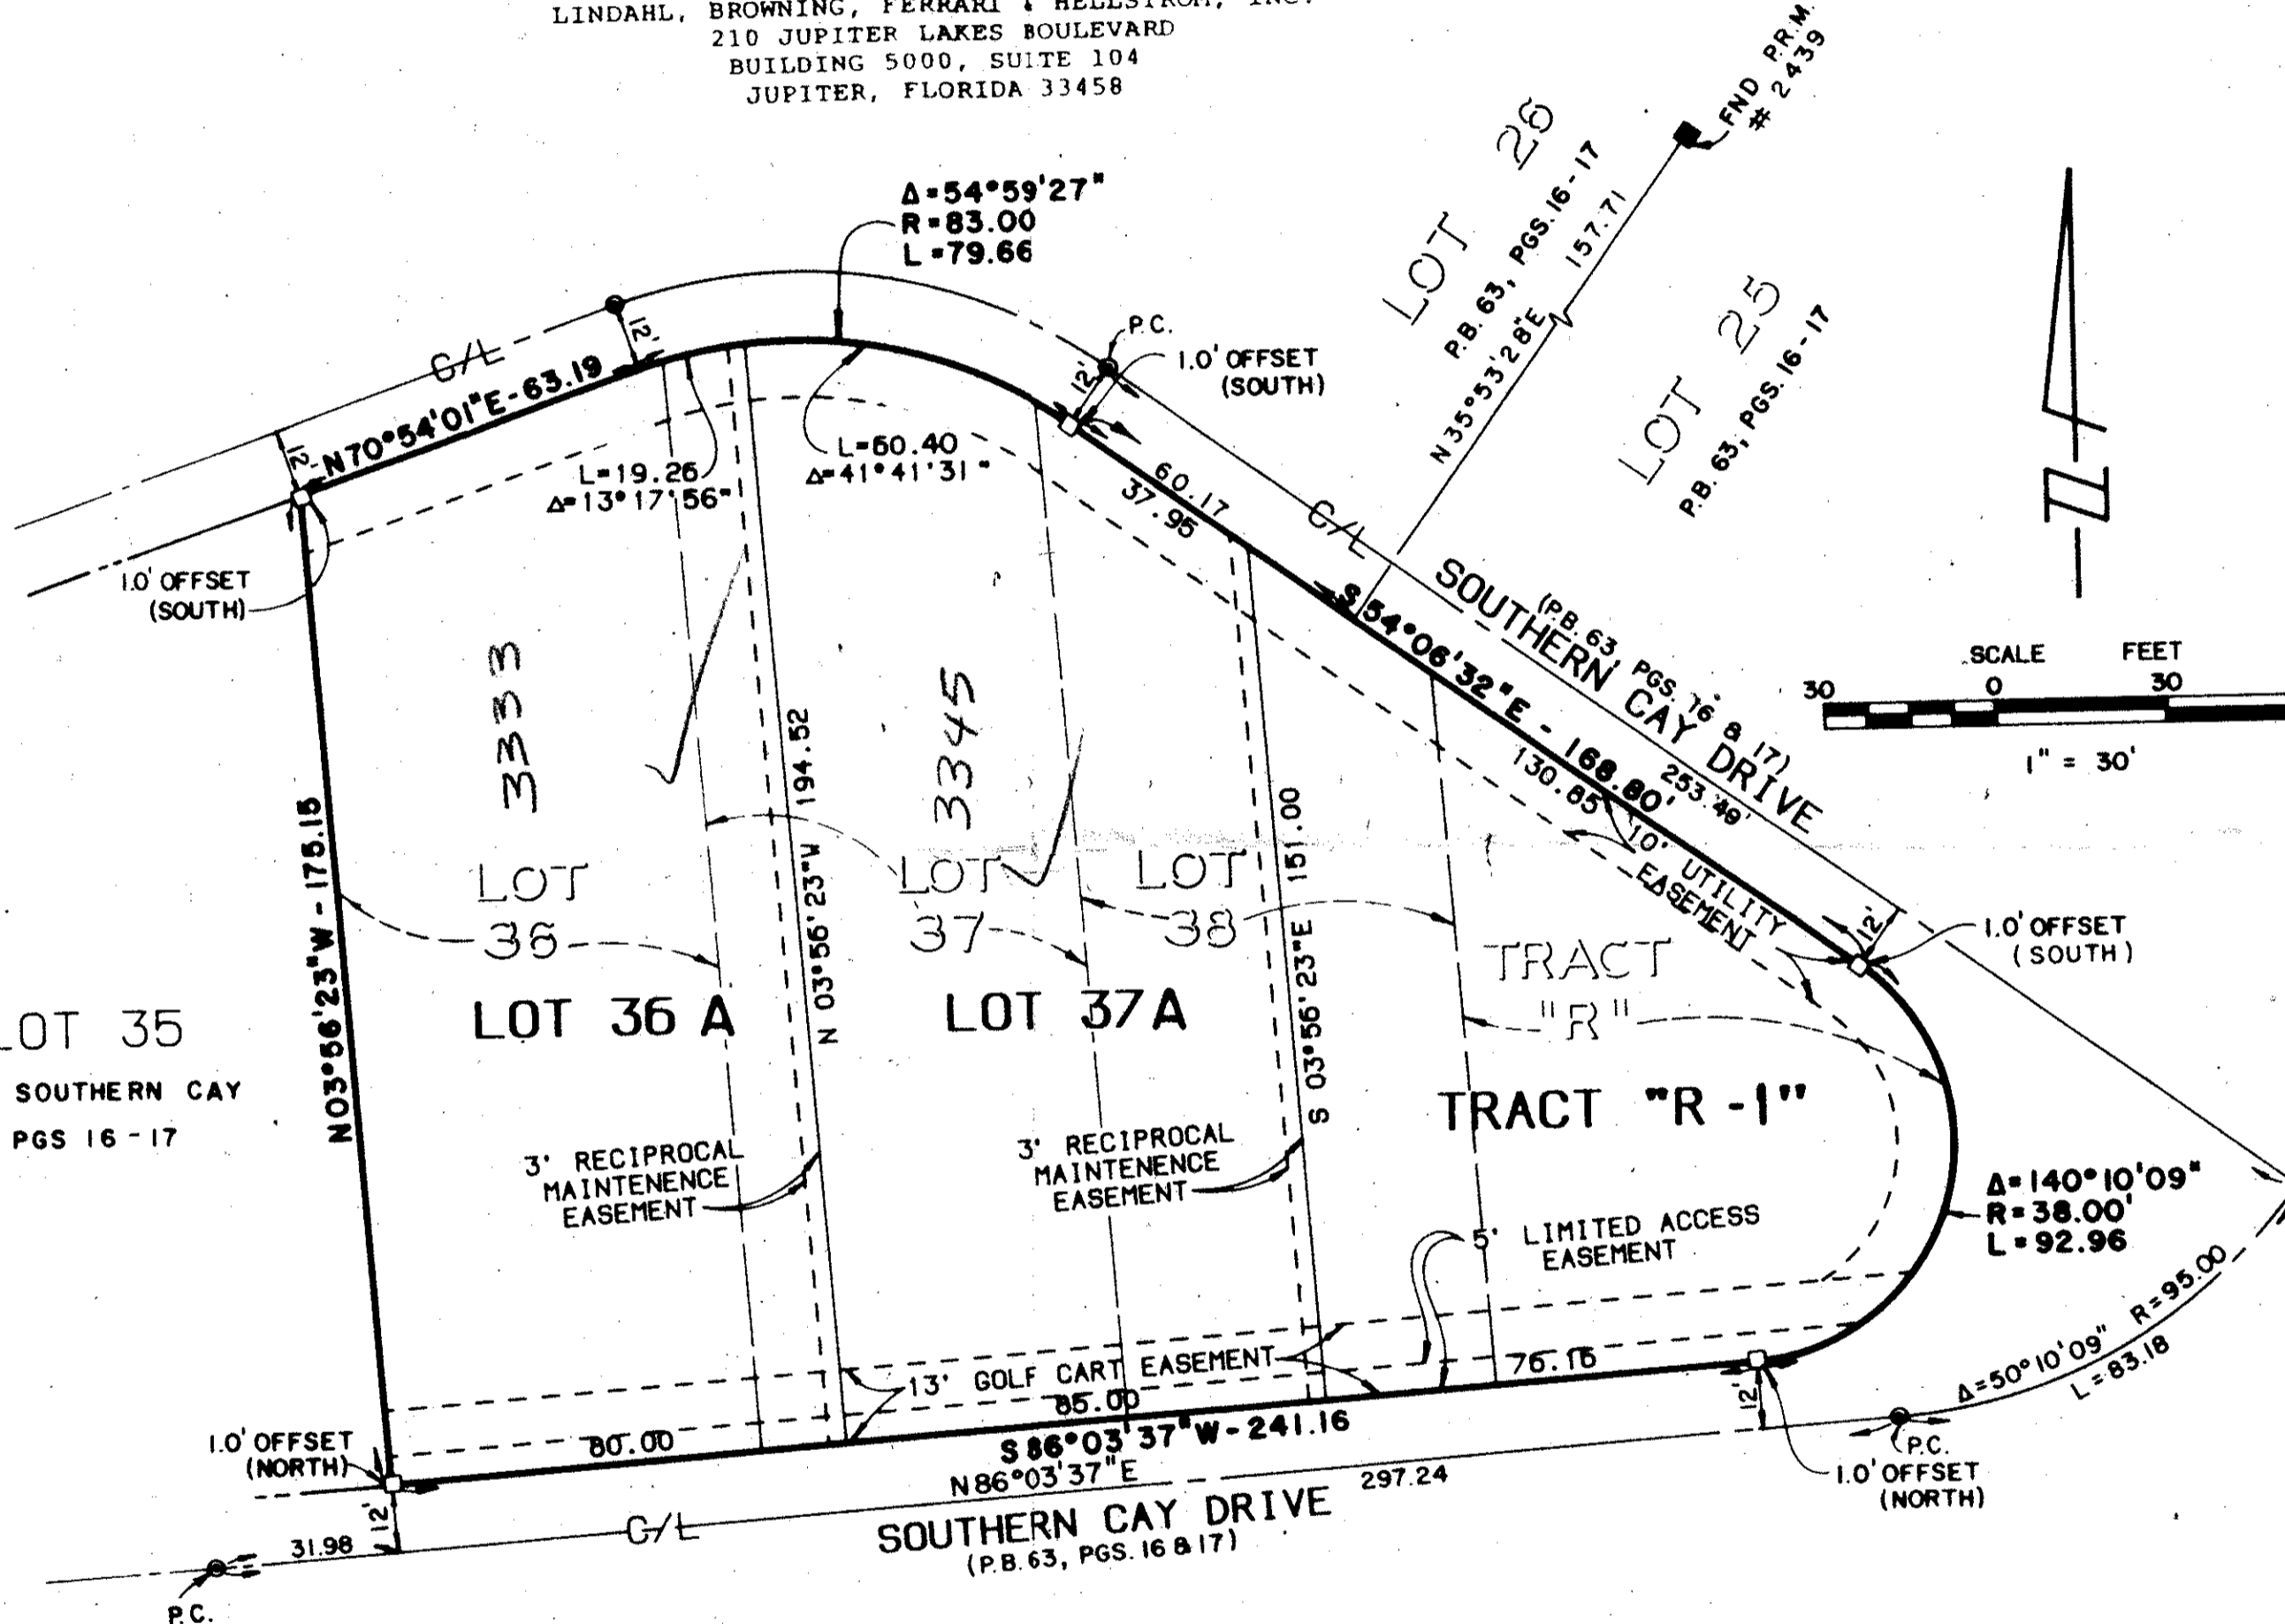 LINDAHL, BROWNING, FERRARI & HELLSTROM, INC.
210 JUPITER LAKES BOULEVARD
BUILDING 5000, SUITE 104
JUPITER, FLORIDA 33458
FND P.R.M.
# 2439
LOT 26
P.B. 63, PGS. 16-17
N 35°53'28"E 157.71
LOT 25
P.B. 63, PGS. 16-17
Δ=54°59'27"
R=83.00
L=79.66
P.C.
1.0' OFFSET
(SOUTH)
12'
12'
12'
C/L
N70°54'01"E-63.19
L=19.26
Δ=13°17'56"
L=60.40
Δ=41°41'31"
60.17
37.95
C/L
1.0' OFFSET
(SOUTH)
SOUTHERN CAY DRIVE
(P.B. 63, PGS. 16 & 17)
S 54°06'32"E - 168.80'
253.49'
130.85
10' UTILITY
EASEMENT
N
SCALE FEET
30 0 30
1" = 30'
3333
3345
N03°56'23"W-175.15
N 03°56'23"W 194.52
S 03°56'23"E 151.00
LOT
36
LOT
37
LOT
38
TRACT
"R"
12'
1.0' OFFSET
(SOUTH)
LOT 36 A
LOT 37A
TRACT "R-1"
LOT 35
SOUTHERN CAY
PGS 16-17
3' RECIPROCAL
MAINTENENCE
EASEMENT
3' RECIPROCAL
MAINTENENCE
EASEMENT
5' LIMITED ACCESS
EASEMENT
Δ=140°10'09"
R=38.00'
L=92.96
Δ=50°10'09" R=95.00
L=83.18
13' GOLF CART EASEMENT
76.16
85.00
80.00
S 86°03'37"W-241.16
N86°03'37"E
297.24
1.0' OFFSET
(NORTH)
12'
12'
P.C.
1.0' OFFSET
(NORTH)
31.98
C/L
SOUTHERN CAY DRIVE
(P.B. 63, PGS. 16 & 17)
P.C.